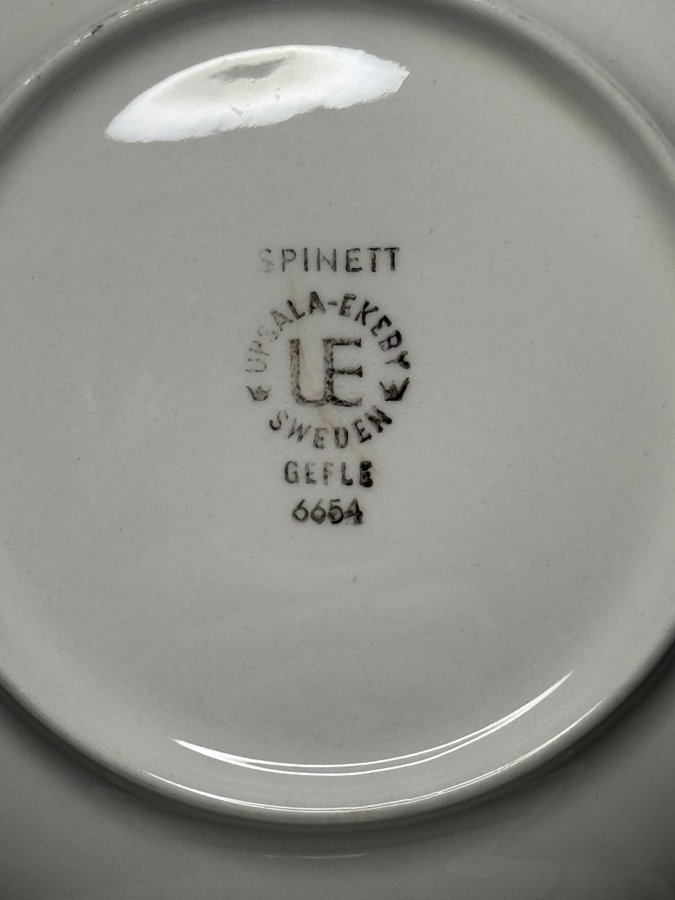 SPINETT
UPSALA-EKEBY
UE
SWEDEN
GEFLE
6654